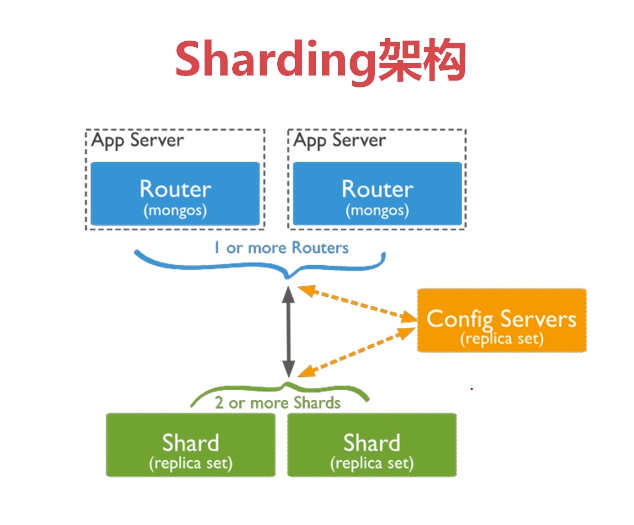 Sharding架构
App Server
App Server
Router
(mongos)
Router
(mongos)
1 or more Routers
Config Servers
(replica set)
2 or more Shards
Shard
(replica set)
Shard
(replica set)